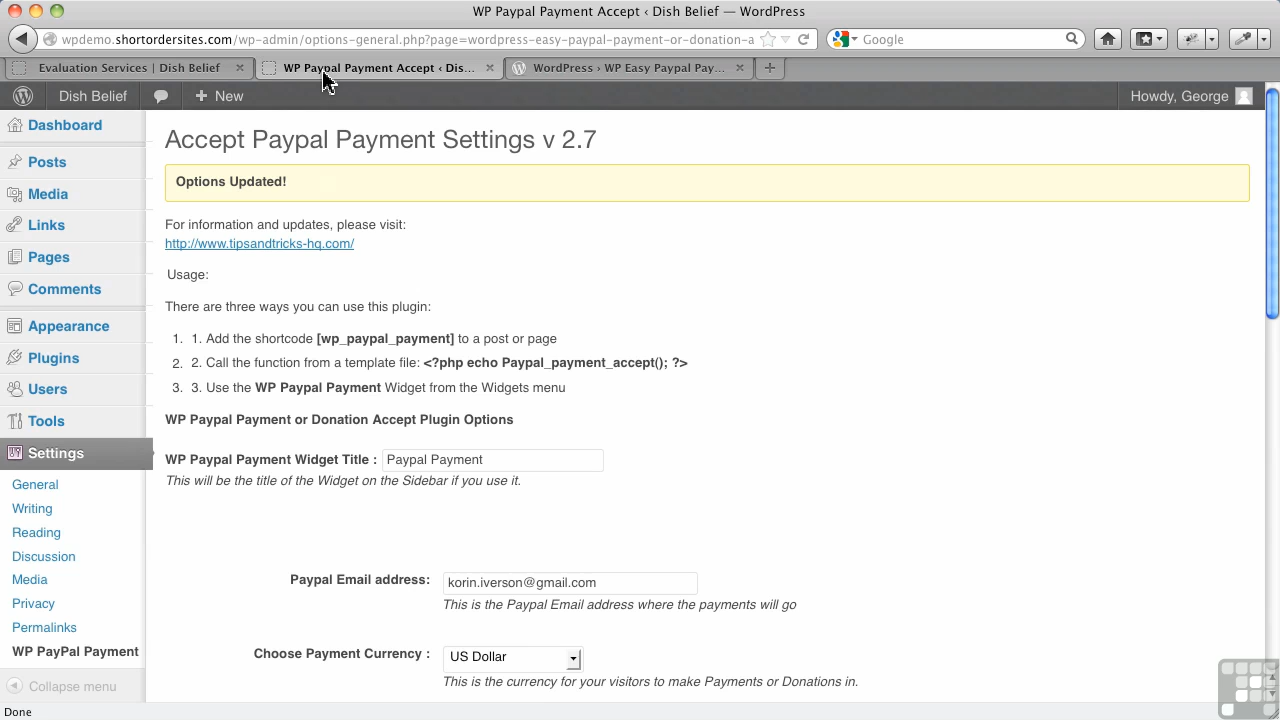 WP Paypal Payment Accept ‹ Dish Belief — WordPress
wpdemo.shortordersites.com/wp-admin/options-general.php?page=wordpress-easy-paypal-payment-or-donation-a
Google
Evaluation Services | Dish Belief
WP Paypal Payment Accept ‹ Dis...
WordPress › WP Easy Paypal Pay...
Dish Belief
New
Howdy, George
Dashboard
Posts
Media
Links
Pages
Comments
Appearance
Plugins
Users
Tools
Settings
General
Writing
Reading
Discussion
Media
Privacy
Permalinks
WP PayPal Payment
Collapse menu
Accept Paypal Payment Settings v 2.7
Options Updated!
For information and updates, please visit:
http://www.tipsandtricks-hq.com/
Usage:
There are three ways you can use this plugin:
1. 1. Add the shortcode [wp_paypal_payment] to a post or page
2. 2. Call the function from a template file: <?php echo Paypal_payment_accept(); ?>
3. 3. Use the WP Paypal Payment Widget from the Widgets menu
WP Paypal Payment or Donation Accept Plugin Options
WP Paypal Payment Widget Title : Paypal Payment
This will be the title of the Widget on the Sidebar if you use it.
Paypal Email address: korin.iverson@gmail.com
This is the Paypal Email address where the payments will go
Choose Payment Currency : US Dollar
This is the currency for your visitors to make Payments or Donations in.
Done